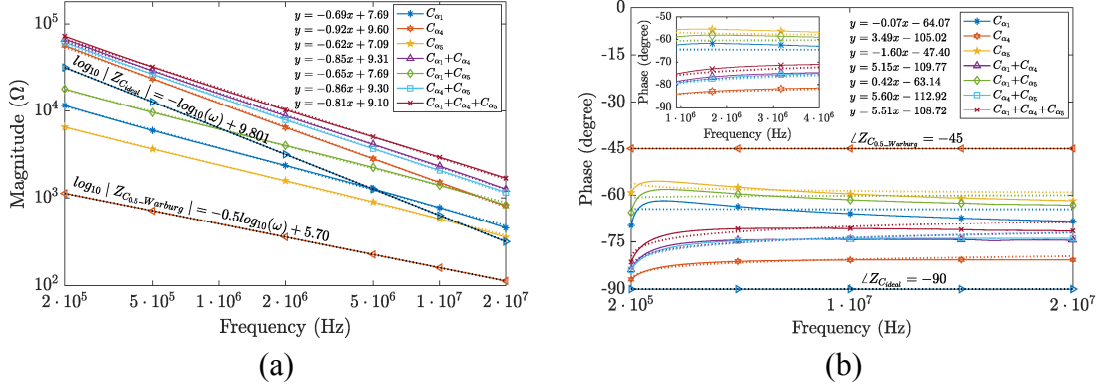 10^5
10^4
10^3
10^2
Magnitude (Ω)
y = −0.69x + 7.69
y = −0.92x + 9.60
y = −0.62x + 7.09
y = −0.85x + 9.31
y = −0.65x + 7.69
y = −0.86x + 9.30
y = −0.81x + 9.10
C_{α1}
C_{α4}
C_{α5}
C_{α1}+C_{α4}
C_{α1}+C_{α5}
C_{α4}+C_{α5}
C_{α1}+C_{α4}+C_{α5}
log_{10} | Z_{C_{ideal}} | = −log_{10}(ω) + 9.801
log_{10} | Z_{C_{0.5\_Warburg}} | = −0.5log_{10}(ω) + 5.70
2 · 10^5
5 · 10^5
1 · 10^6
2 · 10^6
5 · 10^6
1 · 10^7
2 · 10^7
Frequency (Hz)
(a)
-45
-60
-75
-90
Phase (degree)
-50
-60
-70
-80
-90
Phase (degree)
1 · 10^6
2 · 10^6
3 · 10^6
4 · 10^6
Frequency (Hz)
y = −0.07x − 64.07
y = 3.49x − 105.02
y = −1.60x − 47.40
y = 5.15x − 109.77
y = 0.42x − 63.14
y = 5.60x − 112.92
y − 5.51x − 108.72
C_{α1}
C_{α4}
C_{α5}
C_{α1}+C_{α4}
C_{α1}+C_{α5}
C_{α4}+C_{α5}
C_{α1}+C_{α4}+C_{α5}
∠Z_{C_{0.5\_Warburg}} = −45
∠Z_{C_{ideal}} = −90
2 · 10^5
1 · 10^7
2 · 10^7
Frequency (Hz)
(b)